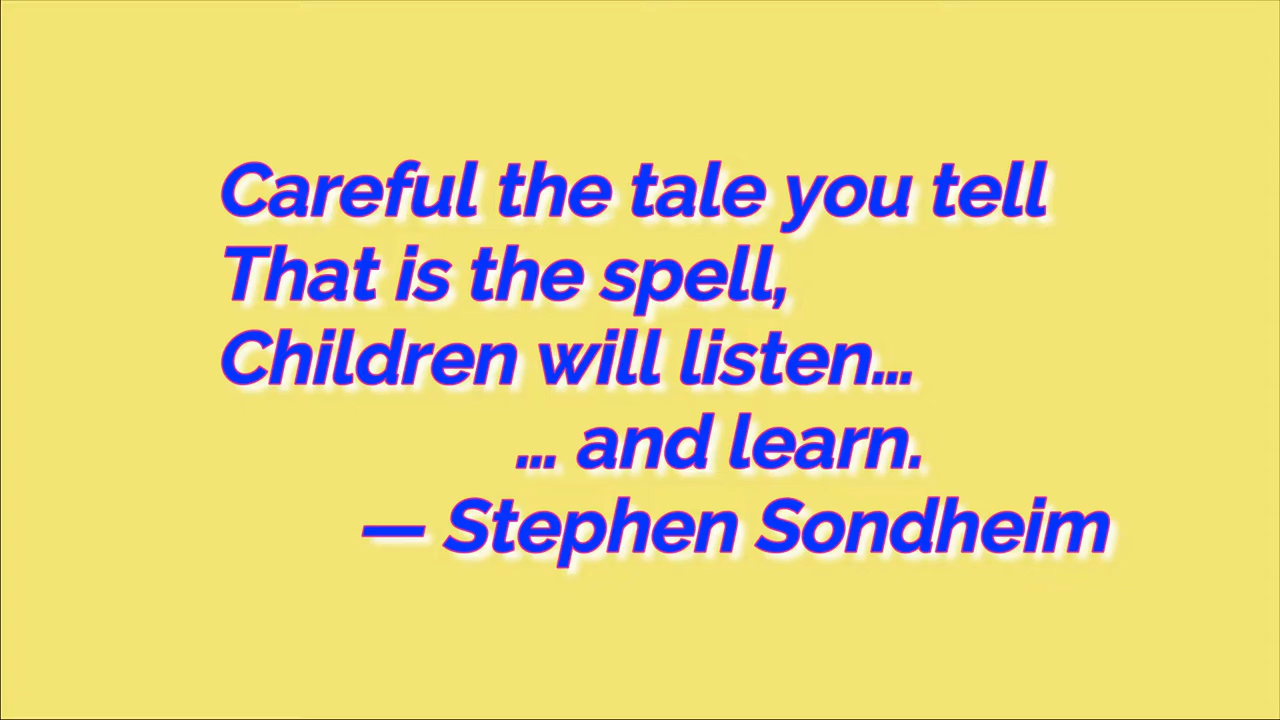 Careful the tale you tell
That is the spell,
Children will listen...
... and learn.
— Stephen Sondheim